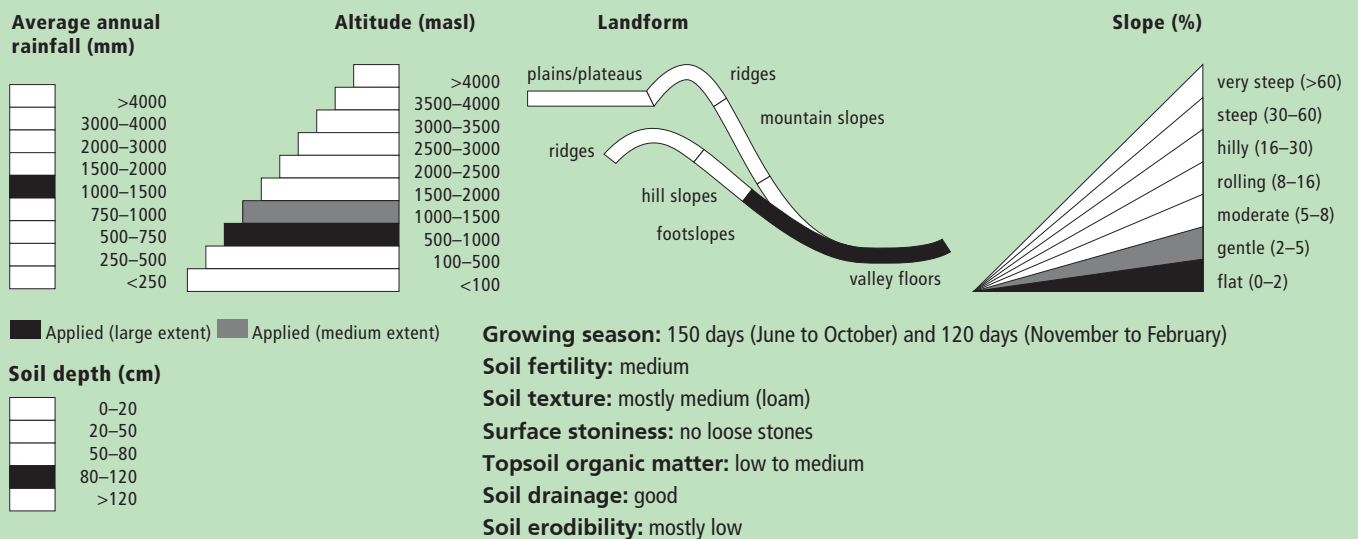 Average annual
rainfall (mm)
>4000
3000–4000
2000–3000
1500–2000
1000–1500
750–1000
500–750
250–500
<250
Altitude (masl)
>4000
3500–4000
3000–3500
2500–3000
2000–2500
1500–2000
1000–1500
500–1000
100–500
<100
Landform
plains/plateaus
ridges
mountain slopes
ridges
hill slopes
footslopes
valley floors
Slope (%)
very steep (>60)
steep (30–60)
hilly (16–30)
rolling (8–16)
moderate (5–8)
gentle (2–5)
flat (0–2)
Applied (large extent) Applied (medium extent)
Soil depth (cm)
0–20
20–50
50–80
80–120
>120
Growing season: 150 days (June to October) and 120 days (November to February)
Soil fertility: medium
Soil texture: mostly medium (loam)
Surface stoniness: no loose stones
Topsoil organic matter: low to medium
Soil drainage: good
Soil erodibility: mostly low